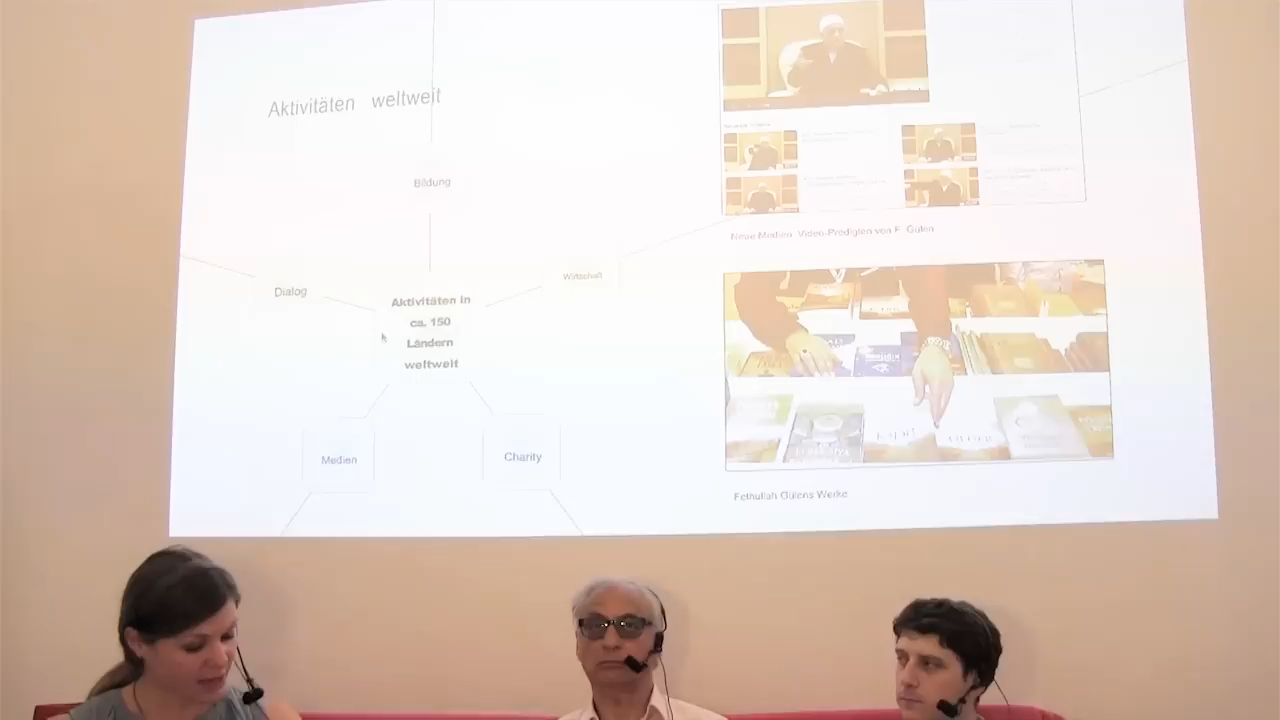 Aktivitäten weltweit
Bildung
Wirtschaft
Dialog
Aktivitäten in
ca. 150
Ländern
weltweit
Medien
Charity
Neue Medien: Video-Predigten von F. Gülen
Fethullah Gülens Werke